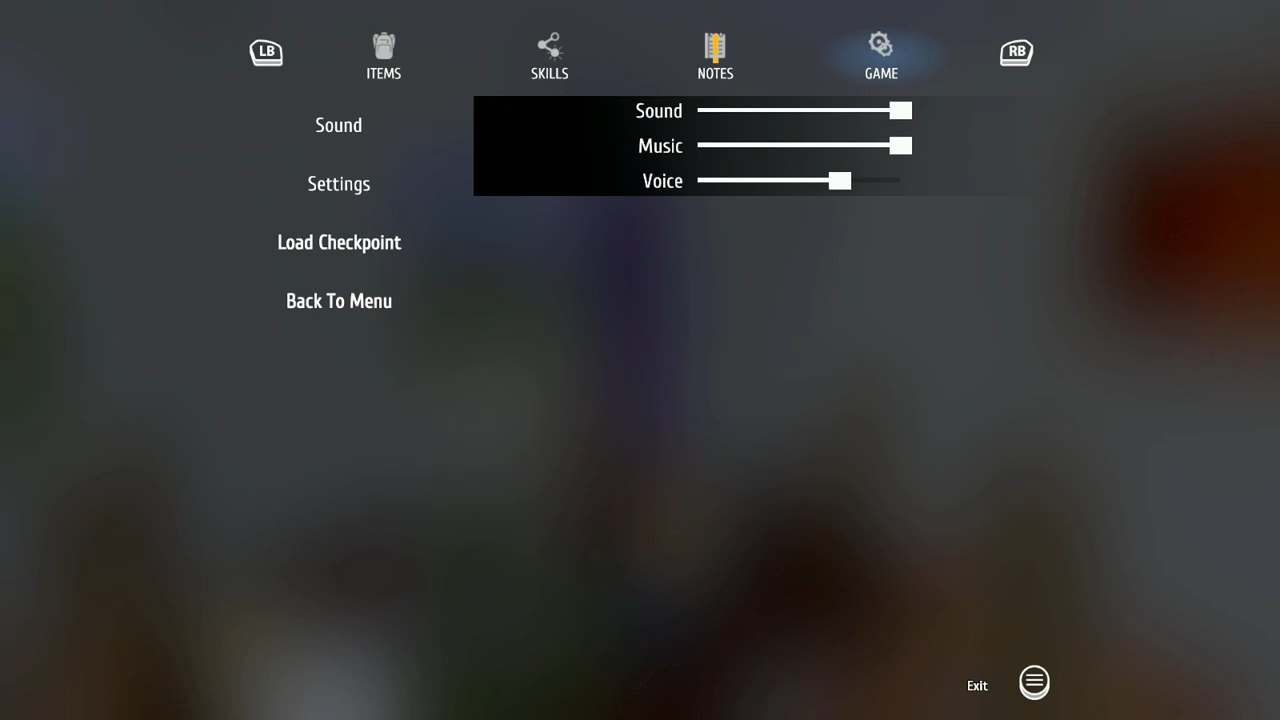 LB
ITEMS
SKILLS
NOTES
GAME
RB
Sound
Settings
Load Checkpoint
Back To Menu
Sound
Music
Voice
Exit